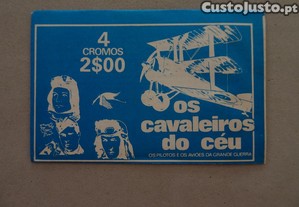 CustoJusto.pt
4
CROMOS
2$00
os
cavaleiros
do céu
OS PILOTOS E OS AVIÕES DA GRANDE GUERRA